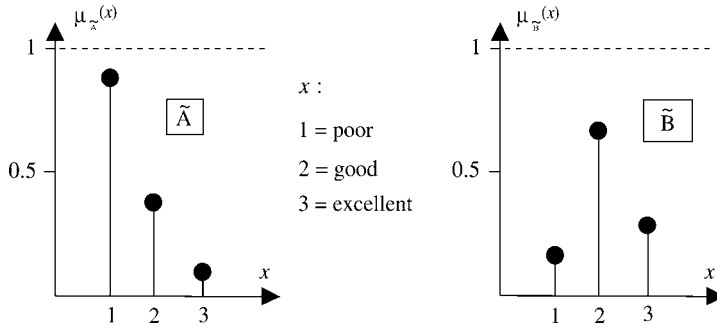 μ_Ã(x)
1
0.5
Ã
x
1 2 3
x :
1 = poor
2 = good
3 = excellent
μ_B̃(x)
1
0.5
B̃
x
1 2 3